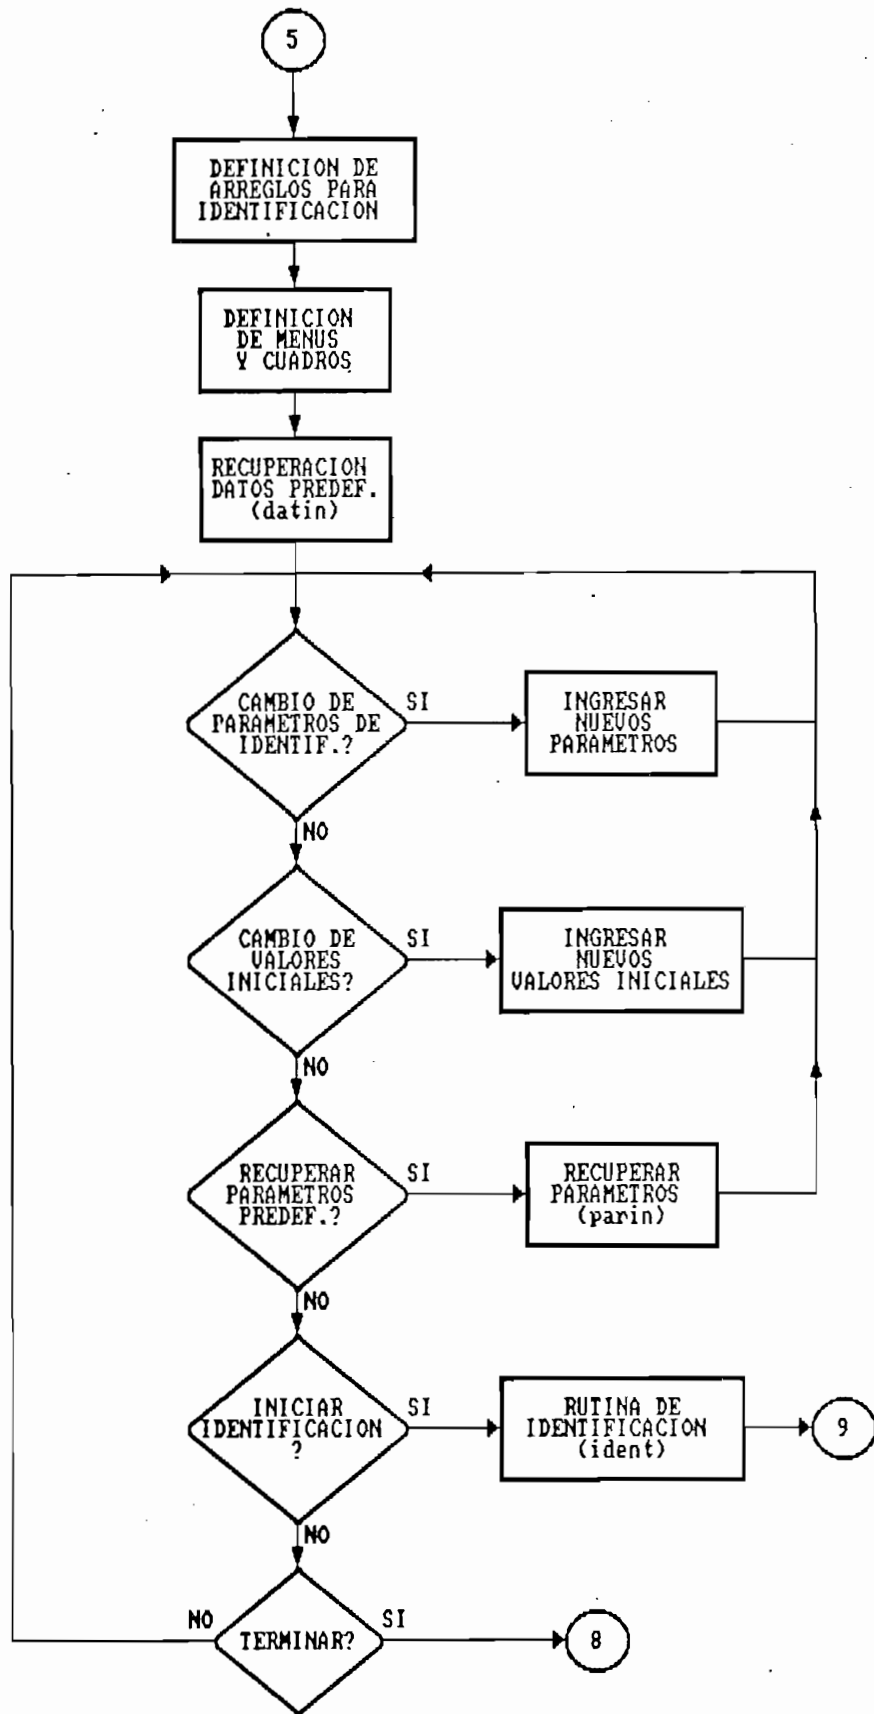 5
DEFINICION DE
ARREGLOS PARA
IDENTIFICACION
DEFINICION
DE MENUS
Y CUADROS
RECUPERACION
DATOS PREDEF.
(datin)
CAMBIO DE
PARAMETROS DE
IDENTIF.?
SI
INGRESAR
NUEVOS
PARAMETROS
NO
CAMBIO DE
VALORES
INICIALES?
SI
INGRESAR
NUEVOS
VALORES INICIALES
NO
RECUPERAR
PARAMETROS
PREDEF.?
SI
RECUPERAR
PARAMETROS
(parin)
NO
INICIAR
IDENTIFICACION
?
SI
RUTINA DE
IDENTIFICACION
(ident)
9
NO
NO
TERMINAR?
SI
8